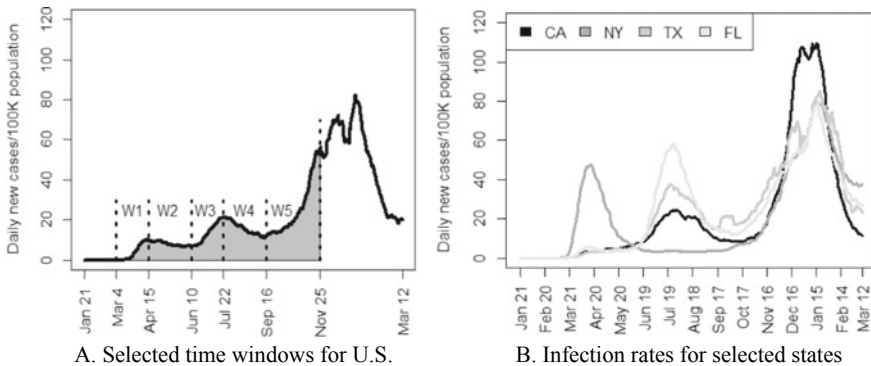 Daily new cases/100K population
120
100
80
60
40
20
0
W1 W2 W3 W4 W5
Jan 21
Mar 4
Apr 15
Jun 10
Jul 22
Sep 16
Nov 25
Mar 12
A. Selected time windows for U.S.
Daily new cases/100K population
120
100
80
60
40
20
0
CA NY TX FL
Jan 21
Feb 20
Mar 21
Apr 20
May 20
Jun 19
Jul 19
Aug 18
Sep 17
Oct 17
Nov 16
Dec 16
Jan 15
Feb 14
Mar 12
B. Infection rates for selected states